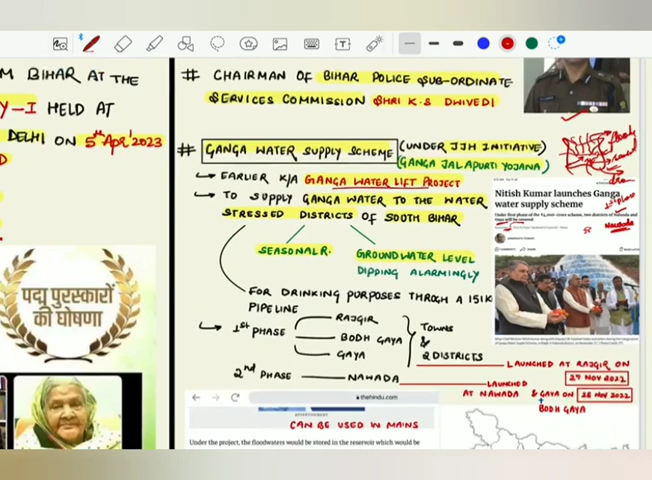 M BIHAR AT THE
Y-I HELD AT
DELHI ON 5th Apr' 2023
D
पद्म पुरस्कारों
की घोषणा
# CHAIRMAN OF BIHAR POLICE SUB-ORDINATE
SERVICES COMMISSION SHRI K.S DWIVEDI
# GANGA WATER SUPPLY SCHEME (UNDER JJH INITIATIVE)
(GANGA JAL APURTI YOJANA)
EARLIER K/A GANGA WATER LIFT PROJECT
TO SUPPLY GANGA WATER TO THE WATER
STRESSED DISTRICTS OF SOUTH BIHAR
SEASONAL R.
GROUNDWATER LEVEL
DIPPING ALARMINGLY
FOR DRINKING PURPOSES THROUGH A 151K
PIPELINE
1st PHASE
RAJGIR
BODH GAYA
GAYA
TOWNS
&
2 DISTRICTS
LAUNCHED AT RAJGIR ON
27 NOV 2022
2nd PHASE NAWADA
LAUNCHED
AT NAWADA & GAYA ON 28 NOV 2022
BODH GAYA
Nitish Kumar launches Ganga
water supply scheme
1st phase
Nawada
thehindu.com
ADVERTISEMENT
CAN BE USED IN MAINS
Under the project, the floodwaters would be stored in the reservoir which would be